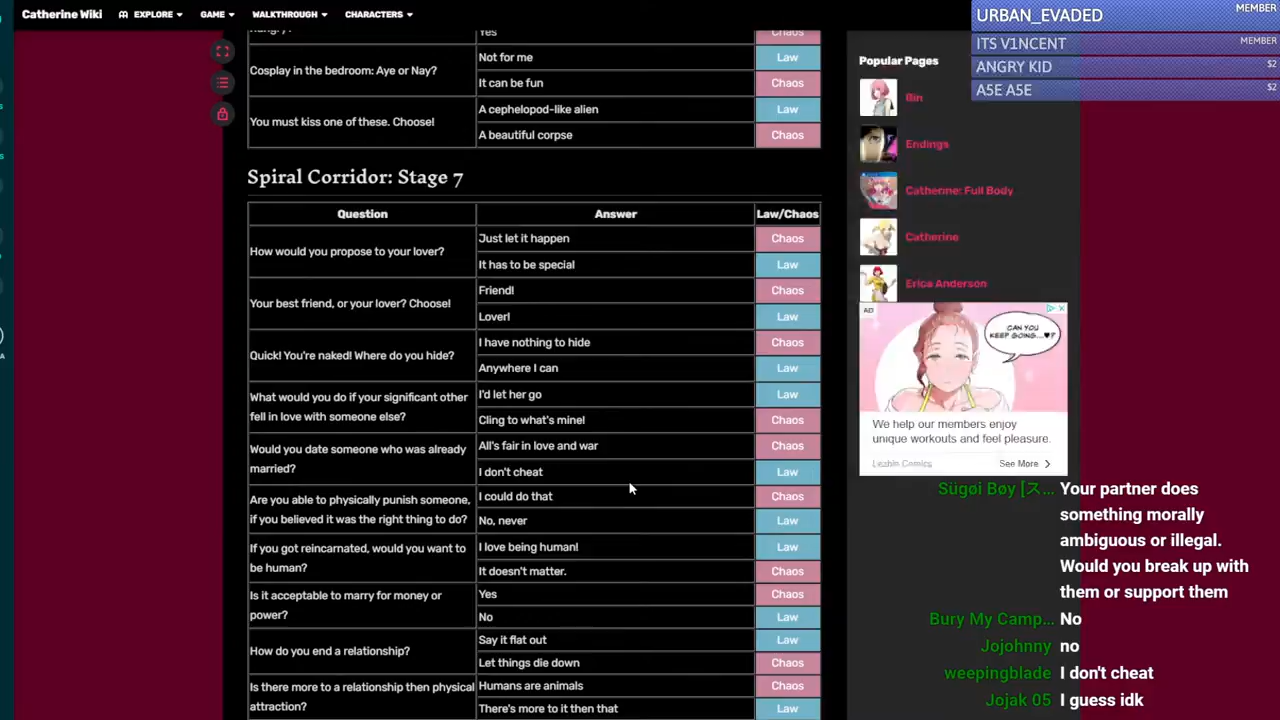 Catherine Wiki
EXPLORE
GAME
WALKTHROUGH
CHARACTERS
URBAN_EVADED MEMBER
ITS V1NCENT MEMBER
ANGRY KID $2
A5E A5E $2
Yes Chaos
Cosplay in the bedroom: Aye or Nay?
Not for me Law
It can be fun Chaos
You must kiss one of these. Choose!
A cephelopod-like alien Law
A beautiful corpse Chaos
Spiral Corridor: Stage 7
Question Answer Law/Chaos
How would you propose to your lover?
Just let it happen Chaos
It has to be special Law
Your best friend, or your lover? Choose!
Friend! Chaos
Lover! Law
Quick! You're naked! Where do you hide?
I have nothing to hide Chaos
Anywhere I can Law
What would you do if your significant other
fell in love with someone else?
I'd let her go Law
Cling to what's mine! Chaos
Would you date someone who was already
married?
All's fair in love and war Chaos
I don't cheat Law
Are you able to physically punish someone,
if you believed it was the right thing to do?
I could do that Chaos
No, never Law
If you got reincarnated, would you want to
be human?
I love being human! Law
It doesn't matter. Chaos
Is it acceptable to marry for money or
power?
Yes Chaos
No Law
How do you end a relationship?
Say it flat out Law
Let things die down Chaos
Is there more to a relationship then physical
attraction?
Humans are animals Chaos
There's more to it then that Law
Popular Pages
Rin
Endings
Catherine: Full Body
Catherine
Erica Anderson
AD
CAN YOU
KEEP GOING...♥?
We help our members enjoy
unique workouts and feel pleasure.
Lezhin Comics See More
Sügøi Bøy [ス... Your partner does
something morally
ambiguous or illegal.
Would you break up with
them or support them
Bury My Camp... No
Jojohnny no
weepingblade I don't cheat
Jojak 05 I guess idk